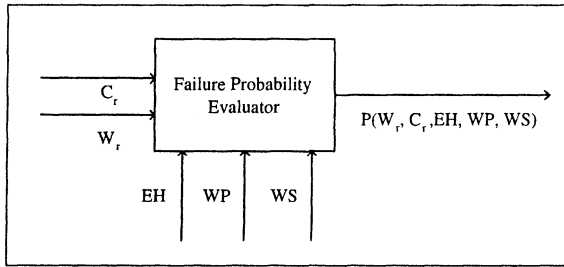 Failure Probability
Evaluator
C_r
W_r
P(W_r, C_r ,EH, WP, WS)
EH WP WS